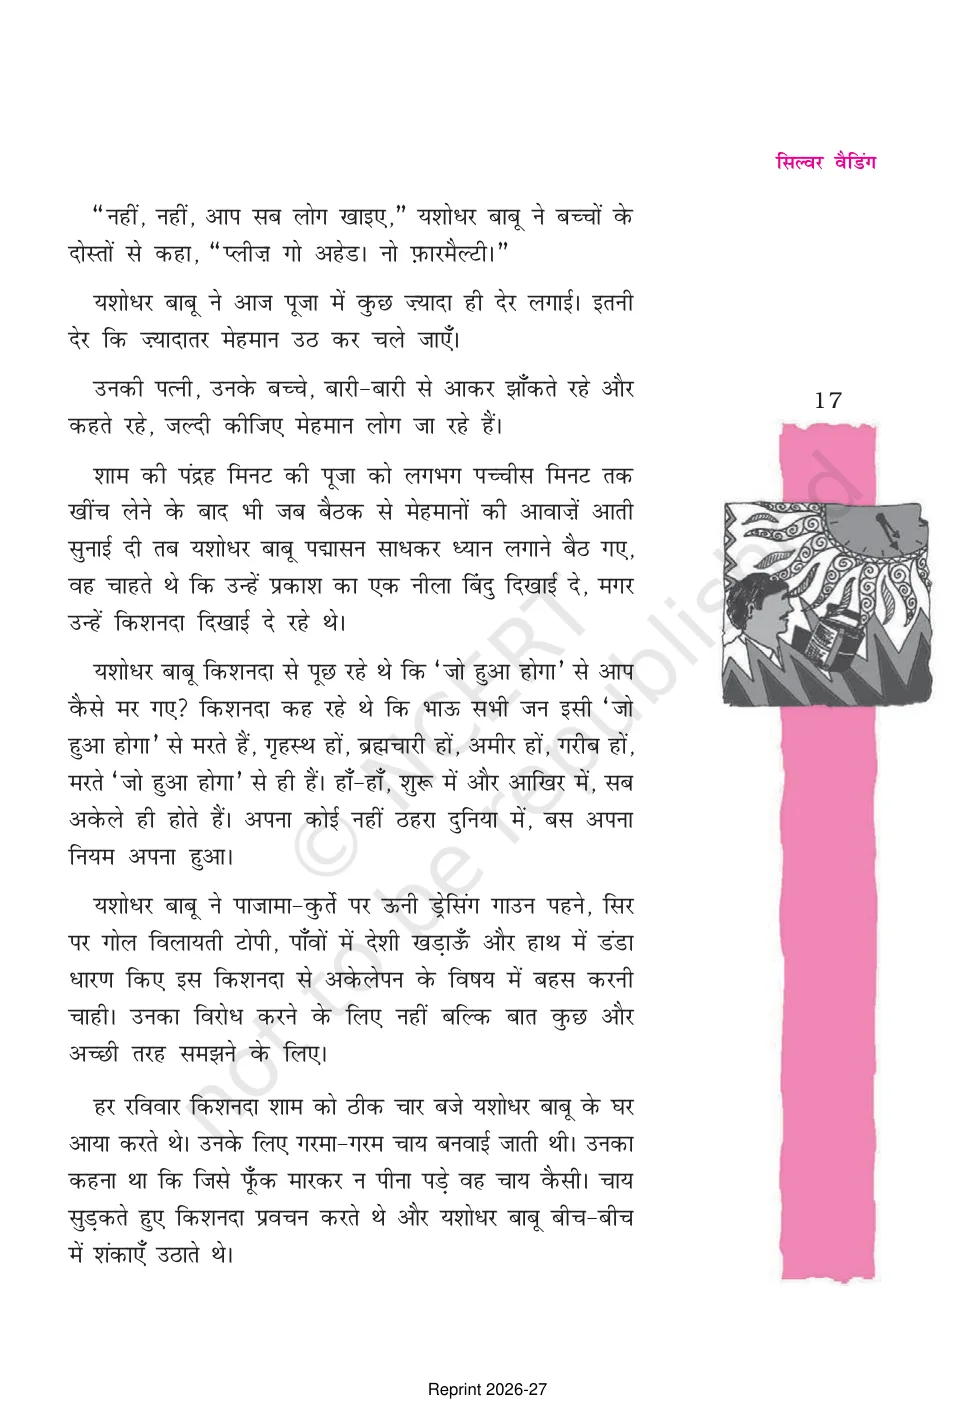 सिल्वर वैडिंग
“नहीं, नहीं, आप सब लोग खाइए,” यशोधर बाबू ने बच्चों के
दोस्तों से कहा, “प्लीज़ गो अहेड। नो फ़ारमैल्टी।”
यशोधर बाबू ने आज पूजा में कुछ ज़्यादा ही देर लगाई। इतनी
देर कि ज़्यादातर मेहमान उठ कर चले जाएँ।
उनकी पत्नी, उनके बच्चे, बारी-बारी से आकर झाँकते रहे और
कहते रहे, जल्दी कीजिए मेहमान लोग जा रहे हैं।
शाम की पंद्रह मिनट की पूजा को लगभग पच्चीस मिनट तक
खींच लेने के बाद भी जब बैठक से मेहमानों की आवाज़ें आती
सुनाई दी तब यशोधर बाबू पद्मासन साधकर ध्यान लगाने बैठ गए,
वह चाहते थे कि उन्हें प्रकाश का एक नीला बिंदु दिखाई दे, मगर
उन्हें किशनदा दिखाई दे रहे थे।
यशोधर बाबू किशनदा से पूछ रहे थे कि ‘जो हुआ होगा’ से आप
कैसे मर गए? किशनदा कह रहे थे कि भाऊ सभी जन इसी ‘जो
हुआ होगा’ से मरते हैं, गृहस्थ हों, ब्रह्मचारी हों, अमीर हों, गरीब हों,
मरते ‘जो हुआ होगा’ से ही हैं। हाँ-हाँ, शुरू में और आखिर में, सब
अकेले ही होते हैं। अपना कोई नहीं ठहरा दुनिया में, बस अपना
नियम अपना हुआ।
यशोधर बाबू ने पाजामा-कुर्ते पर ऊनी ड्रेसिंग गाउन पहने, सिर
पर गोल विलायती टोपी, पाँवों में देशी खड़ाऊँ और हाथ में डंडा
धारण किए इस किशनदा से अकेलेपन के विषय में बहस करनी
चाही। उनका विरोध करने के लिए नहीं बल्कि बात कुछ और
अच्छी तरह समझने के लिए।
हर रविवार किशनदा शाम को ठीक चार बजे यशोधर बाबू के घर
आया करते थे। उनके लिए गरमा-गरम चाय बनवाई जाती थी। उनका
कहना था कि जिसे फूँक मारकर न पीना पड़े वह चाय कैसी। चाय
सुड़कते हुए किशनदा प्रवचन करते थे और यशोधर बाबू बीच-बीच
में शंकाएँ उठाते थे।
17
© NCERT
not to be republished
Reprint 2026-27